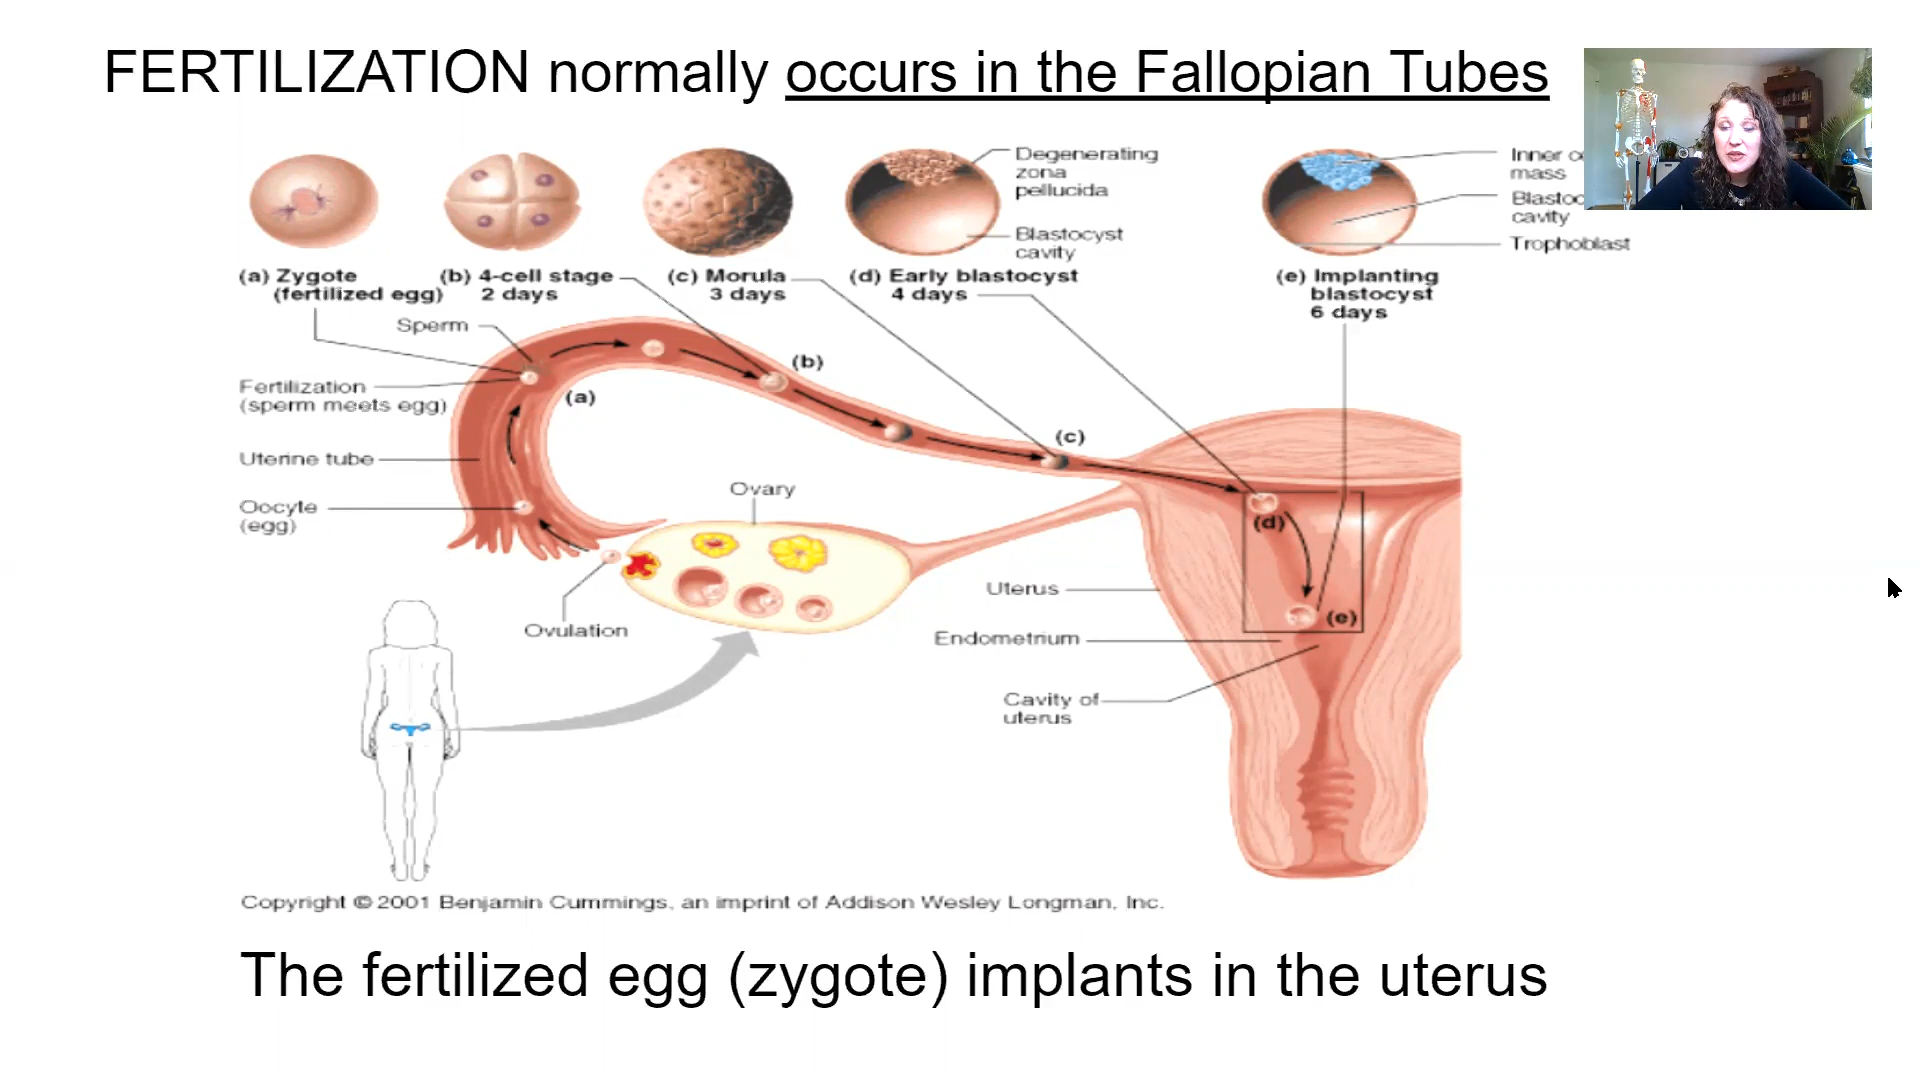 FERTILIZATION normally occurs in the Fallopian Tubes
Degenerating
zona
pellucida
Blastocyst
cavity
Inner
mass
cavity
Trophoblast
(a) Zygote
(fertilized egg)
(b) 4-cell stage
2 days
(c) Morula
3 days
(d) Early blastocyst
4 days
(e) Implanting
blastocyst
6 days
Sperm
Fertilization
(sperm meets egg)
(a)
(b)
(c)
Uterine tube
Oocyte
(egg)
Ovary
(d)
(e)
Ovulation
Uterus
Endometrium
Cavity of
uterus
Copyright © 2001 Benjamin Cummings, an imprint of Addison Wesley Longman, Inc.
The fertilized egg (zygote) implants in the uterus